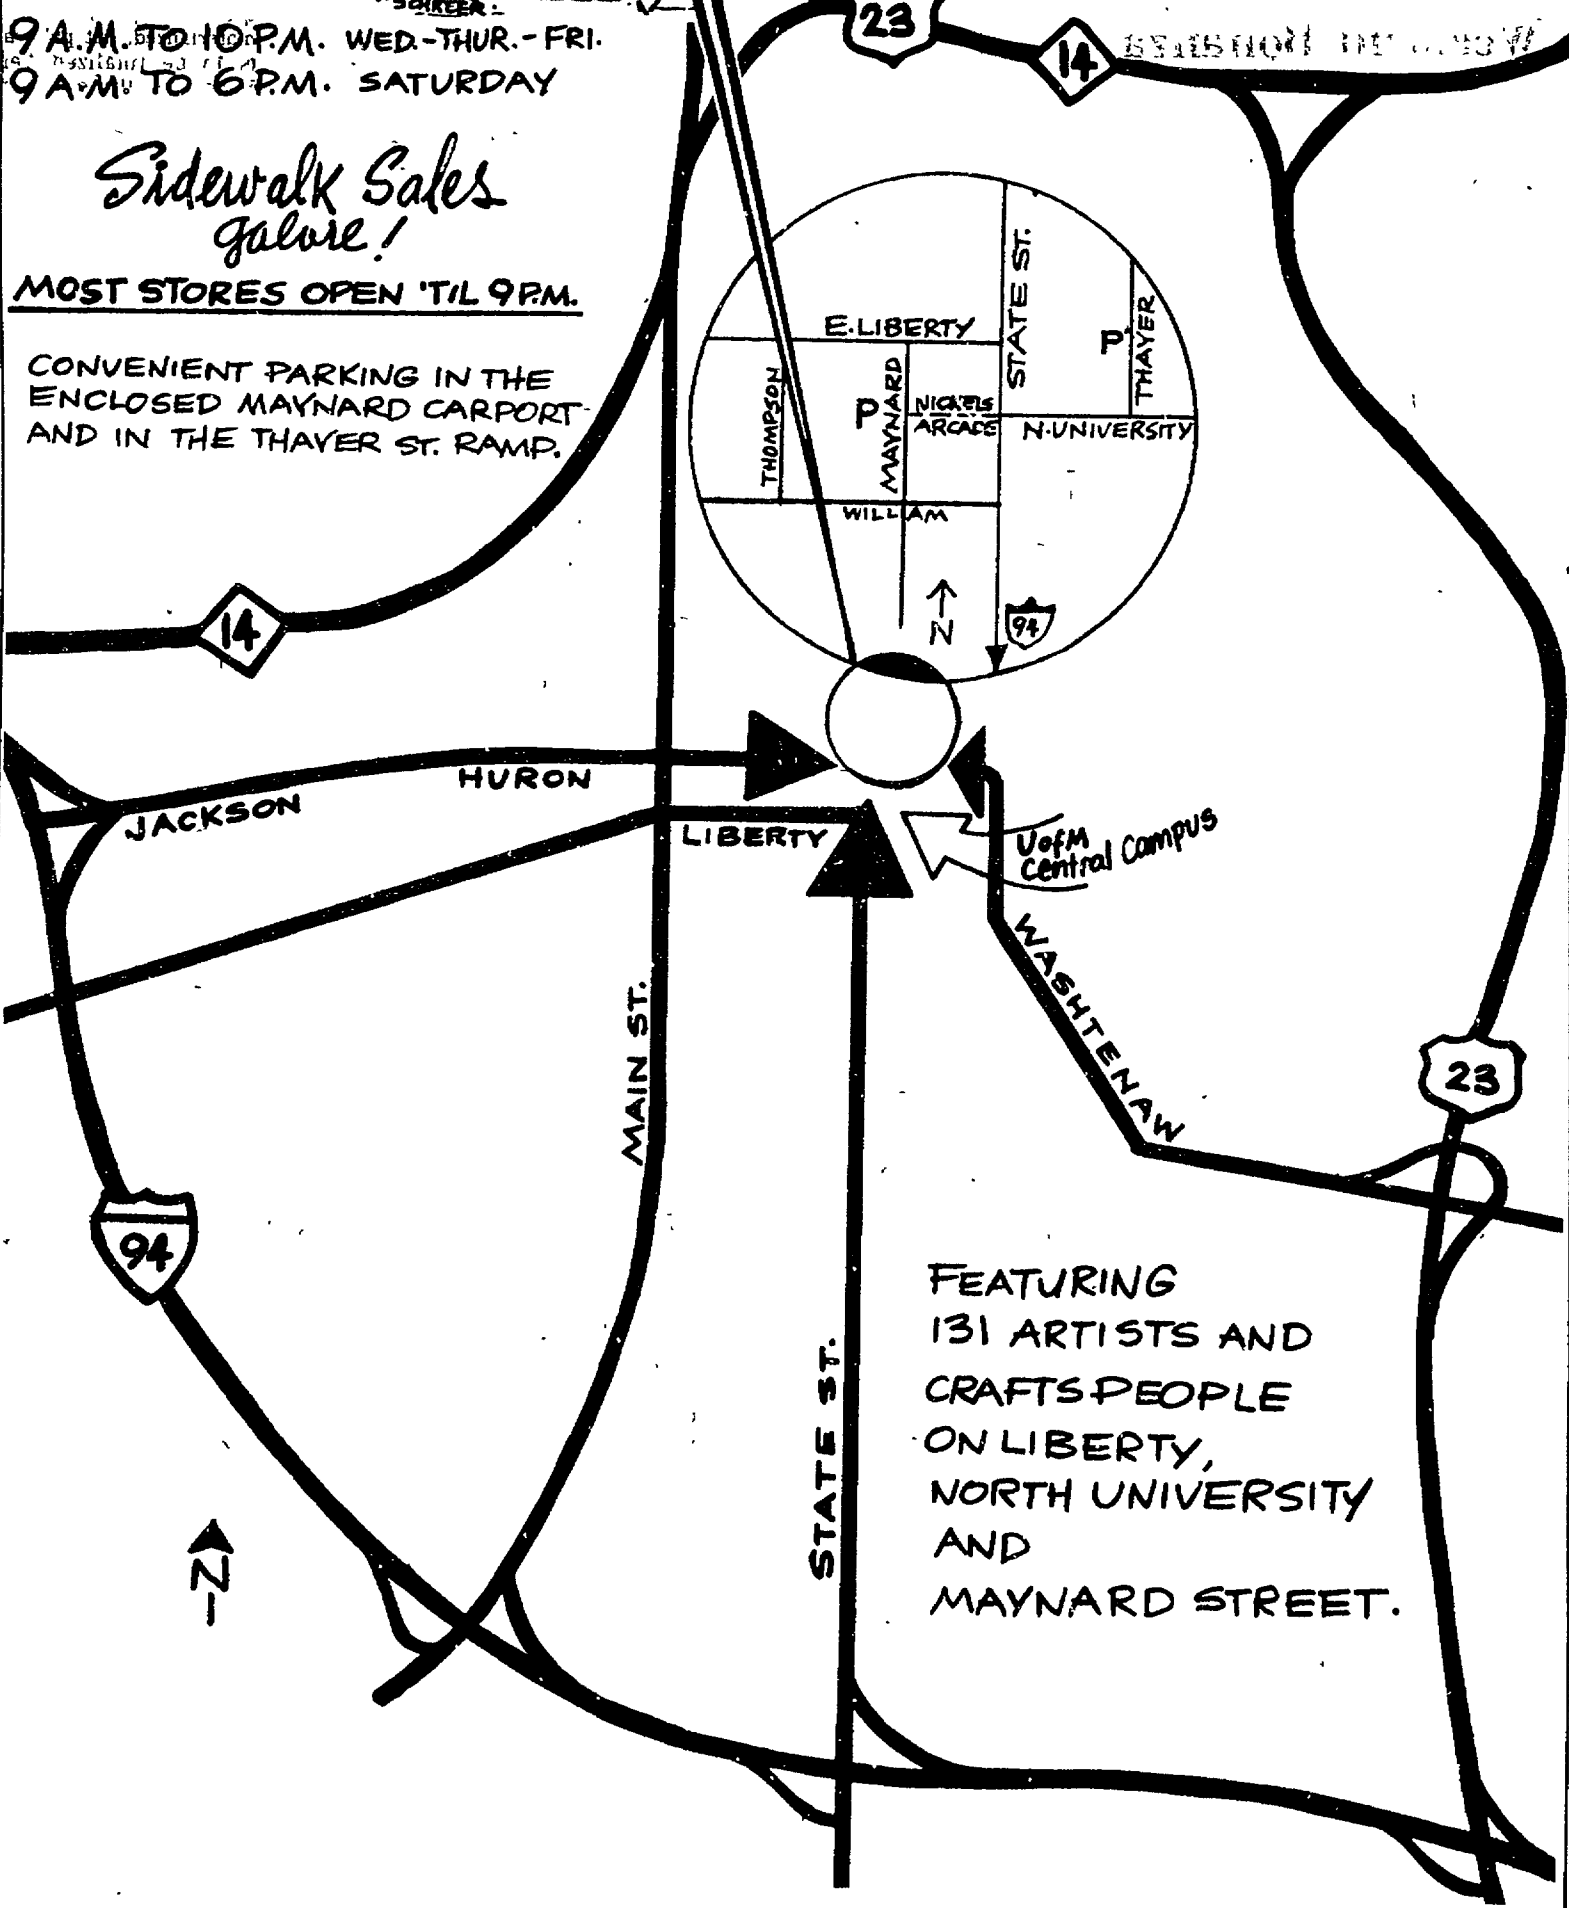 9 A.M. TO 10 P.M. WED.-THUR.-FRI.
9 A.M. TO 6 P.M. SATURDAY
Sidewalk Sales
galore!
MOST STORES OPEN 'TIL 9 P.M.
CONVENIENT PARKING IN THE
ENCLOSED MAYNARD CARPORT
AND IN THE THAYER ST. RAMP.
23
14
STATE ST.
E. LIBERTY
P
THAYER
THOMPSON
P
MAYNARD
NICKELS
ARCADE
N. UNIVERSITY
WILLIAM
N
94
14
HURON
JACKSON
LIBERTY
U of M
Central Campus
WASHTENAW
MAIN ST.
23
94
STATE ST.
N
FEATURING
131 ARTISTS AND
CRAFTSPEOPLE
ON LIBERTY,
NORTH UNIVERSITY
AND
MAYNARD STREET.